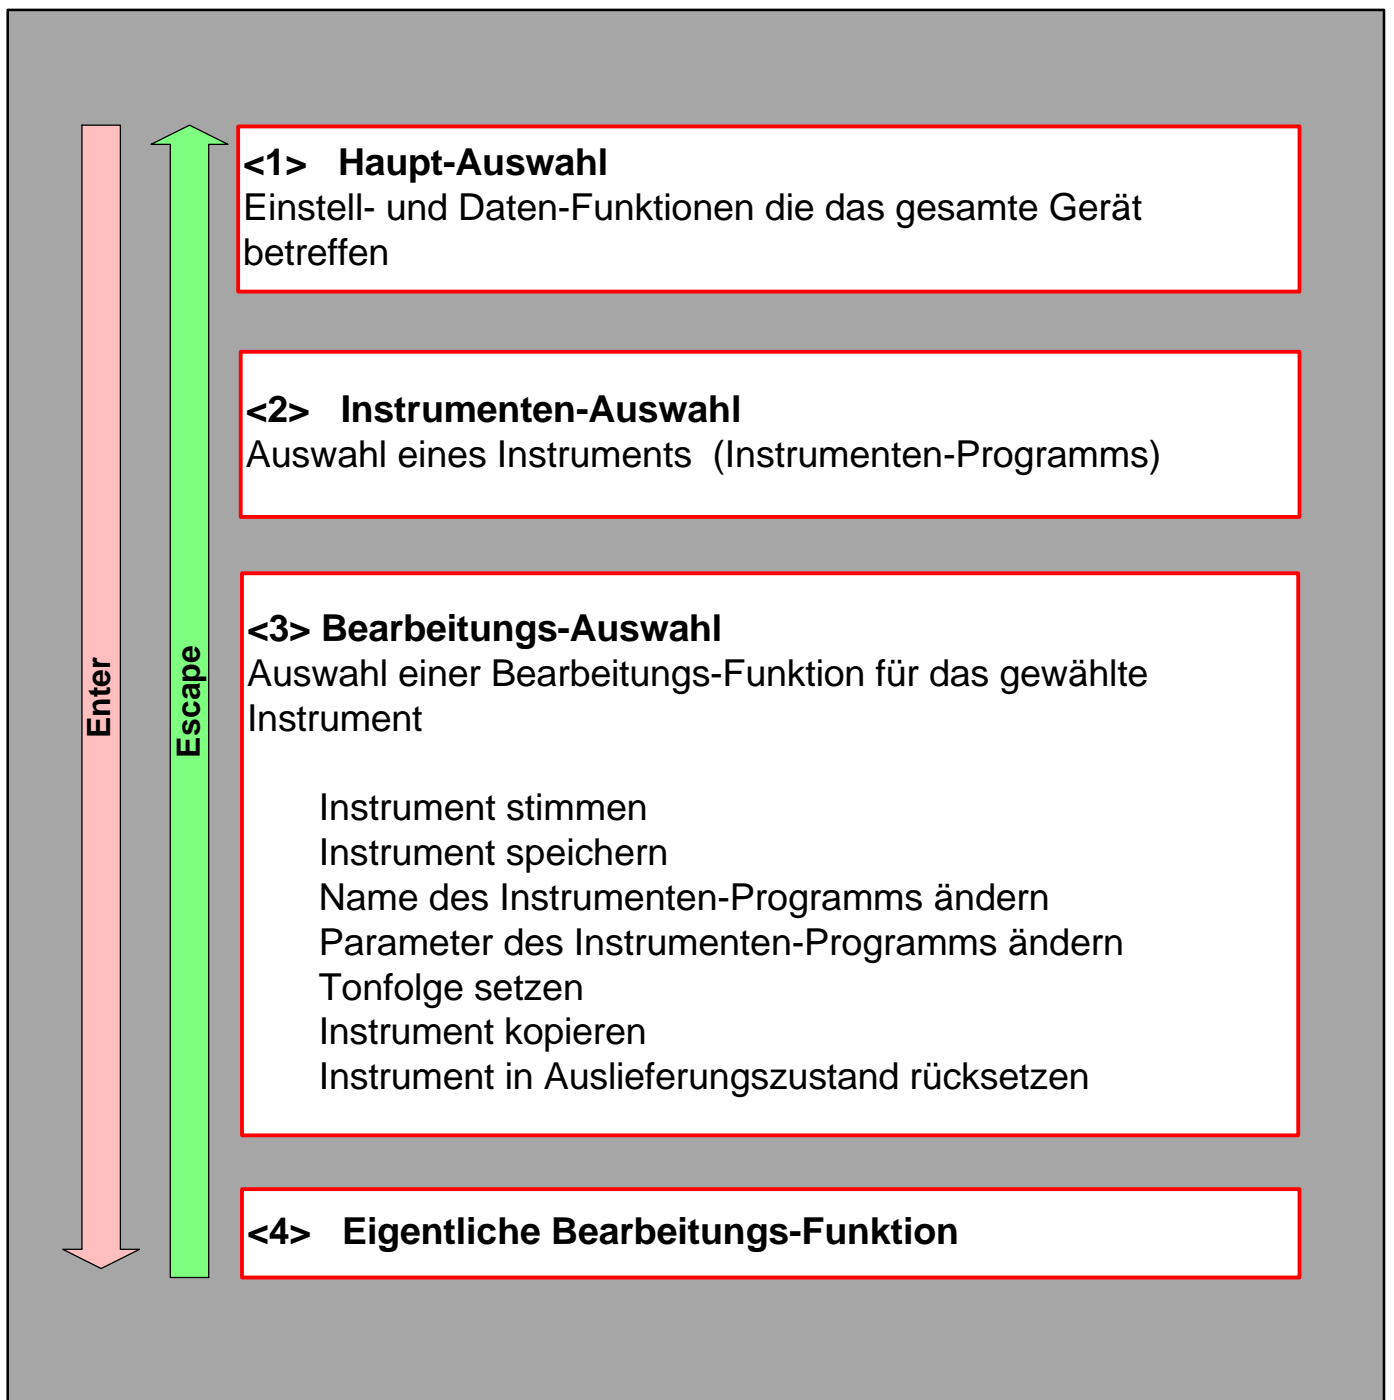 <1> Haupt-Auswahl
Einstell- und Daten-Funktionen die das gesamte Gerät
betreffen
<2> Instrumenten-Auswahl
Auswahl eines Instruments (Instrumenten-Programms)
Enter
Escape
<3> Bearbeitungs-Auswahl
Auswahl einer Bearbeitungs-Funktion für das gewählte
Instrument
Instrument stimmen
Instrument speichern
Name des Instrumenten-Programms ändern
Parameter des Instrumenten-Programms ändern
Tonfolge setzen
Instrument kopieren
Instrument in Auslieferungszustand rücksetzen
<4> Eigentliche Bearbeitungs-Funktion